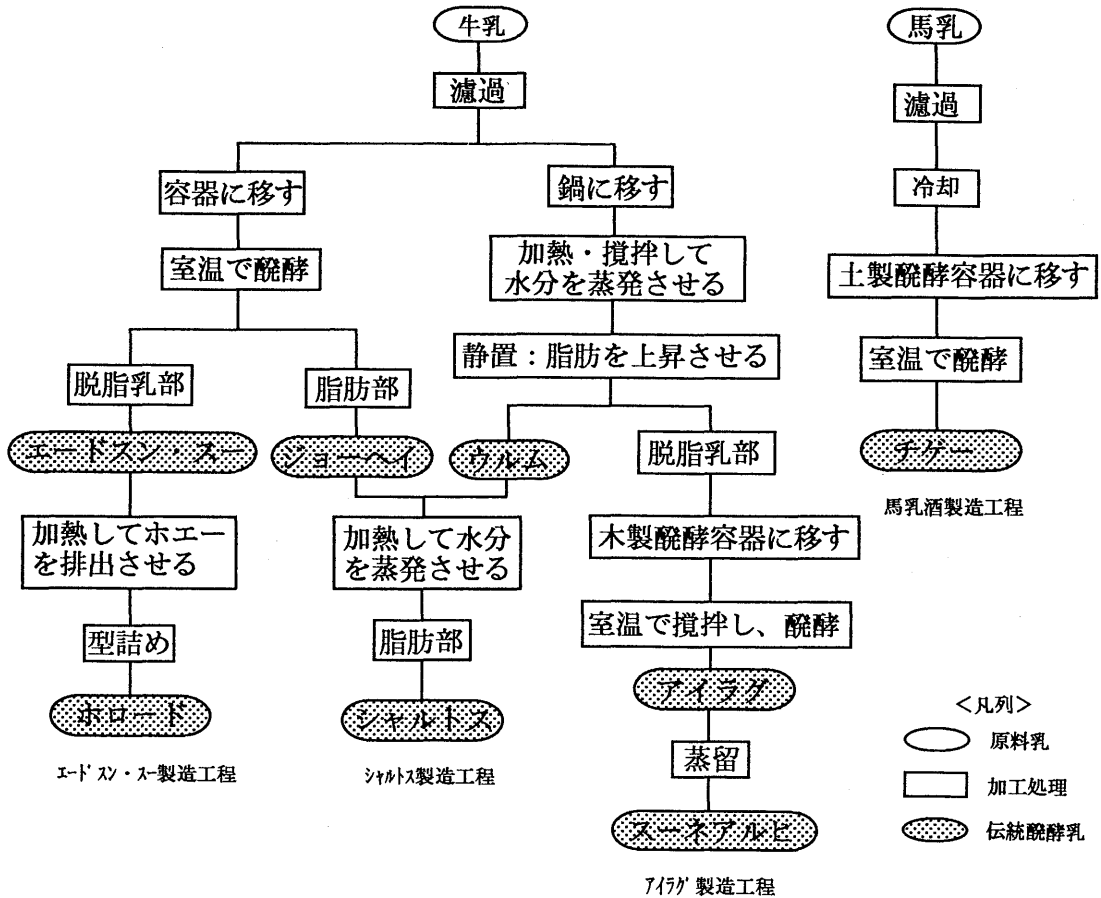 牛乳
濾過
容器に移す
室温で醗酵
脱脂乳部
エードスン・スー
加熱してホエー
を排出させる
型詰め
ホロード
エードスン・スー製造工程
脂肪部
ジョーヘイ
鍋に移す
加熱・攪拌して
水分を蒸発させる
静置：脂肪を上昇させる
ウルム
加熱して水分
を蒸発させる
脂肪部
シャルトス
シャルトス製造工程
脱脂乳部
木製醗酵容器に移す
室温で攪拌し、醗酵
アイラグ
蒸留
スーネアルヒ
アイラグ製造工程
馬乳
濾過
冷却
土製醗酵容器に移す
室温で醗酵
チゲー
馬乳酒製造工程
＜凡列＞
原料乳
加工処理
伝統醗酵乳